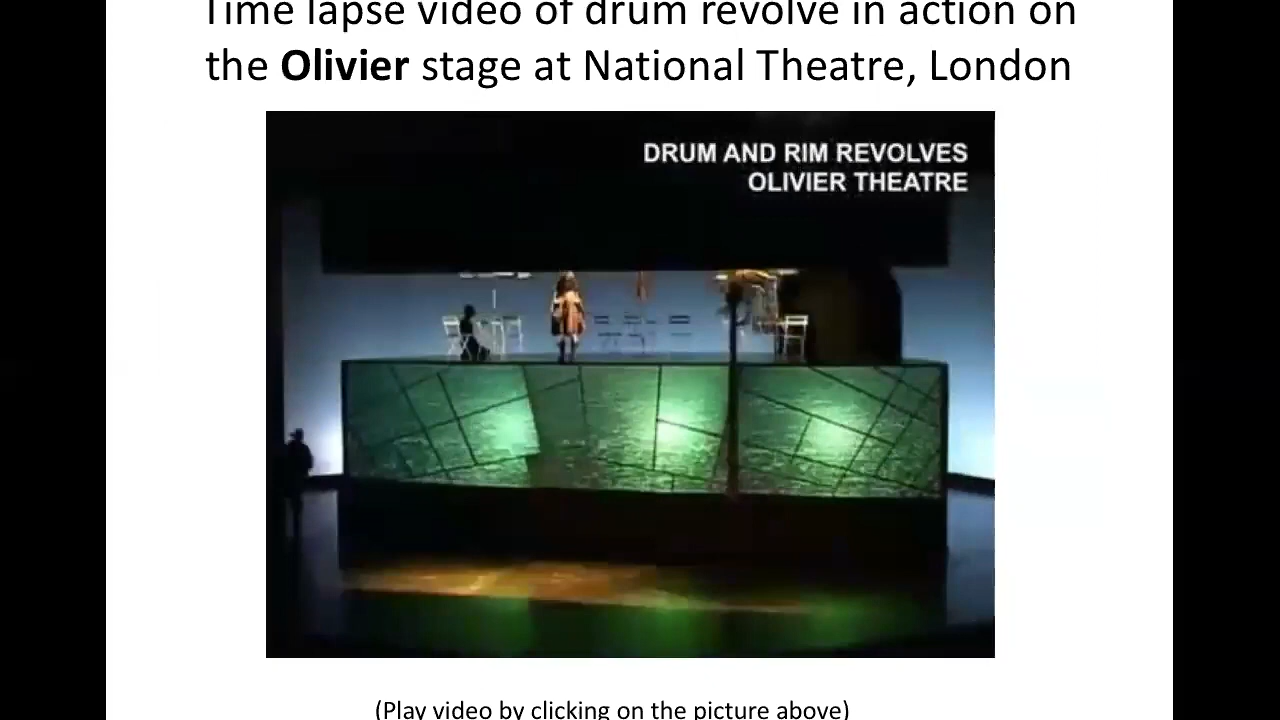 Time lapse video of drum revolve in action on
the Olivier stage at National Theatre, London
DRUM AND RIM REVOLVES
OLIVIER THEATRE
(Play video by clicking on the picture above)